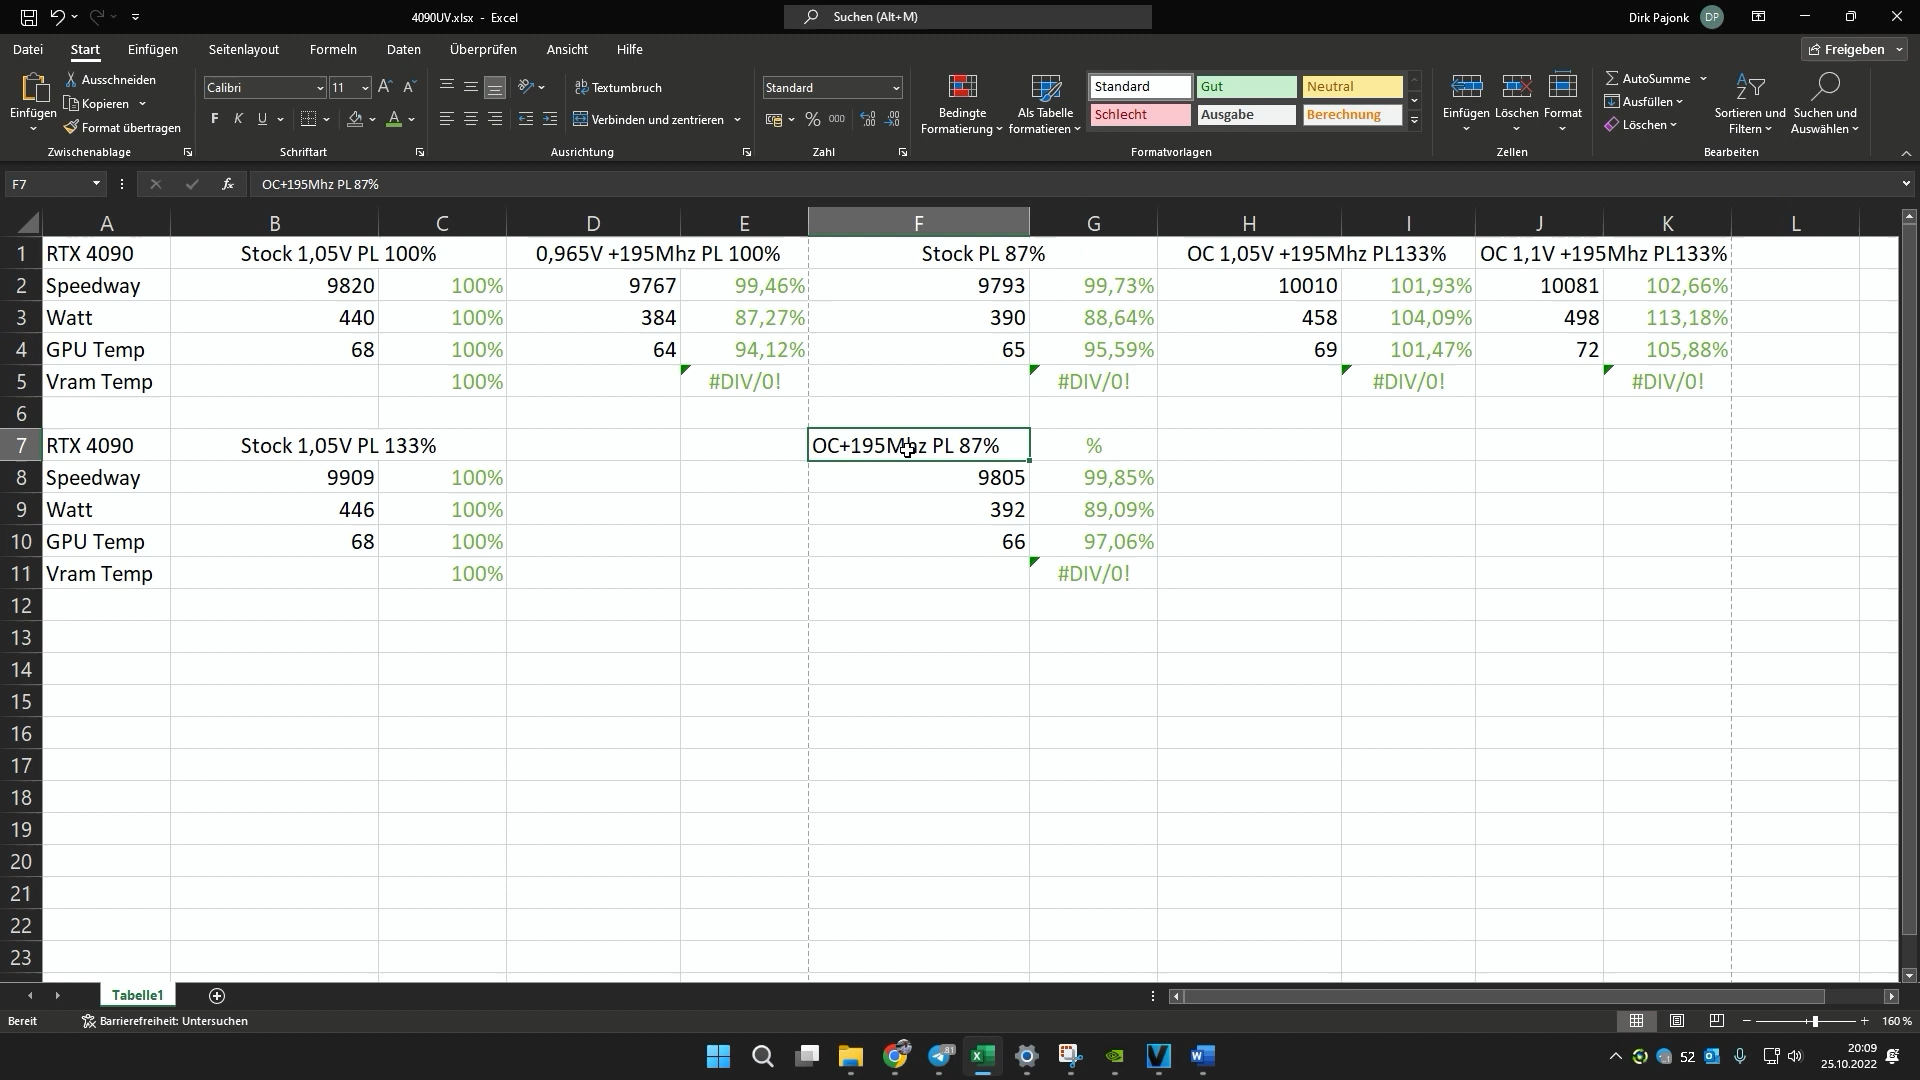 4090UV.xlsx - Excel
Suchen (Alt+M)
Dirk Pajonk DP
Datei Start Einfügen Seitenlayout Formeln Daten Überprüfen Ansicht Hilfe Freigeben
Einfügen
Ausschneiden
Kopieren
Format übertragen
Zwischenablage
Calibri 11
F K U
Schriftart
Textumbruch
Verbinden und zentrieren
Ausrichtung
Standard
% 000
Zahl
Bedingte Formatierung
Als Tabelle formatieren
Standard Gut Neutral
Schlecht Ausgabe Berechnung
Formatvorlagen
Einfügen Löschen Format
Zellen
AutoSumme
Ausfüllen
Löschen
Sortieren und Filtern
Suchen und Auswählen
Bearbeiten
F7 fx OC+195Mhz PL 87%
A B C D E F G H I J K L
1 RTX 4090 Stock 1,05V PL 100% 0,965V +195Mhz PL 100% Stock PL 87% OC 1,05V +195Mhz PL133% OC 1,1V +195Mhz PL133%
2 Speedway 9820 100% 9767 99,46% 9793 99,73% 10010 101,93% 10081 102,66%
3 Watt 440 100% 384 87,27% 390 88,64% 458 104,09% 498 113,18%
4 GPU Temp 68 100% 64 94,12% 65 95,59% 69 101,47% 72 105,88%
5 Vram Temp 100% #DIV/0! #DIV/0! #DIV/0! #DIV/0!
6
7 RTX 4090 Stock 1,05V PL 133% OC+195Mhz PL 87% %
8 Speedway 9909 100% 9805 99,85%
9 Watt 446 100% 392 89,09%
10 GPU Temp 68 100% 66 97,06%
11 Vram Temp 100% #DIV/0!
12
13
14
15
16
17
18
19
20
21
22
23
Tabelle1
Bereit Barrierefreiheit: Untersuchen 160 %
52 20:09
25.10.2022